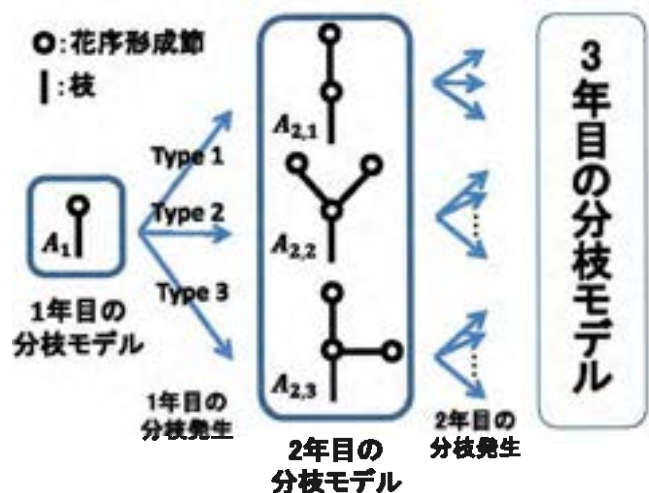 ○:花序形成節
|:枝
A1
1年目の
分枝モデル
Type 1
Type 2
Type 3
1年目の
分枝発生
A2,1
A2,2
A2,3
2年目の
分枝モデル
2年目の
分枝発生
3年目の分枝モデル